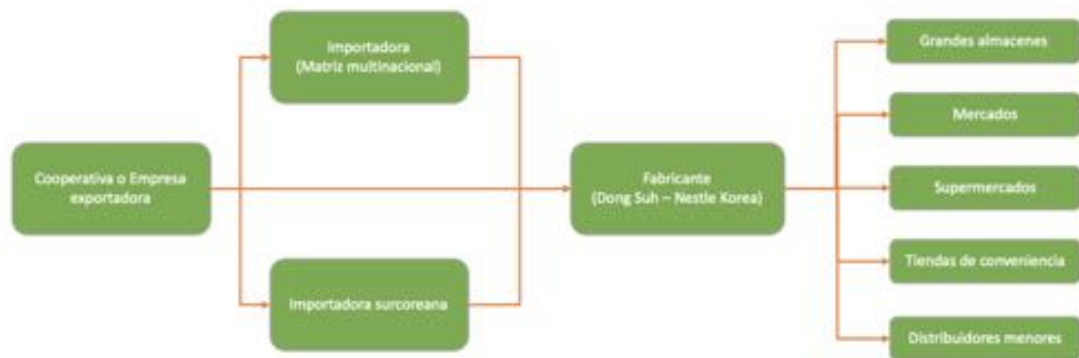 Importadora
(Matriz multinacional)
Cooperativa o Empresa
exportadora
Importadora surcoreana
Fabricante
(Dong Suh – Nestle Korea)
Grandes almacenes
Mercados
Supermercados
Tiendas de conveniencia
Distribuidores menores